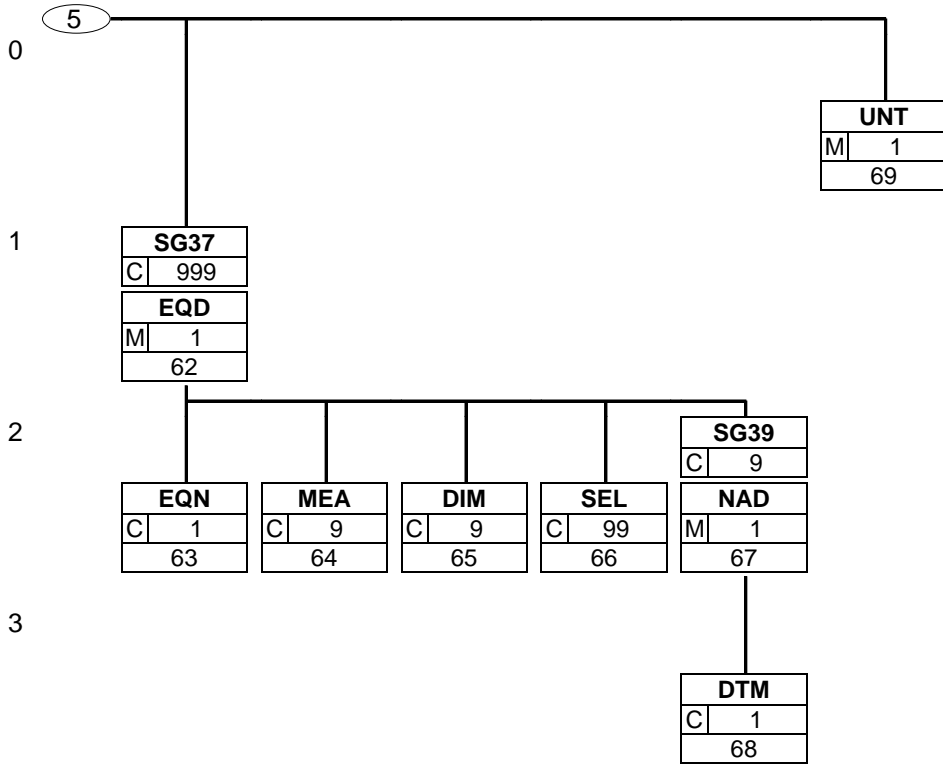 5
0
UNT
M 1
69
1
SG37
C 999
EQD
M 1
62
2
SG39
C 9
EQN MEA DIM SEL NAD
C 1 C 9 C 9 C 99 M 1
63 64 65 66 67
3
DTM
C 1
68